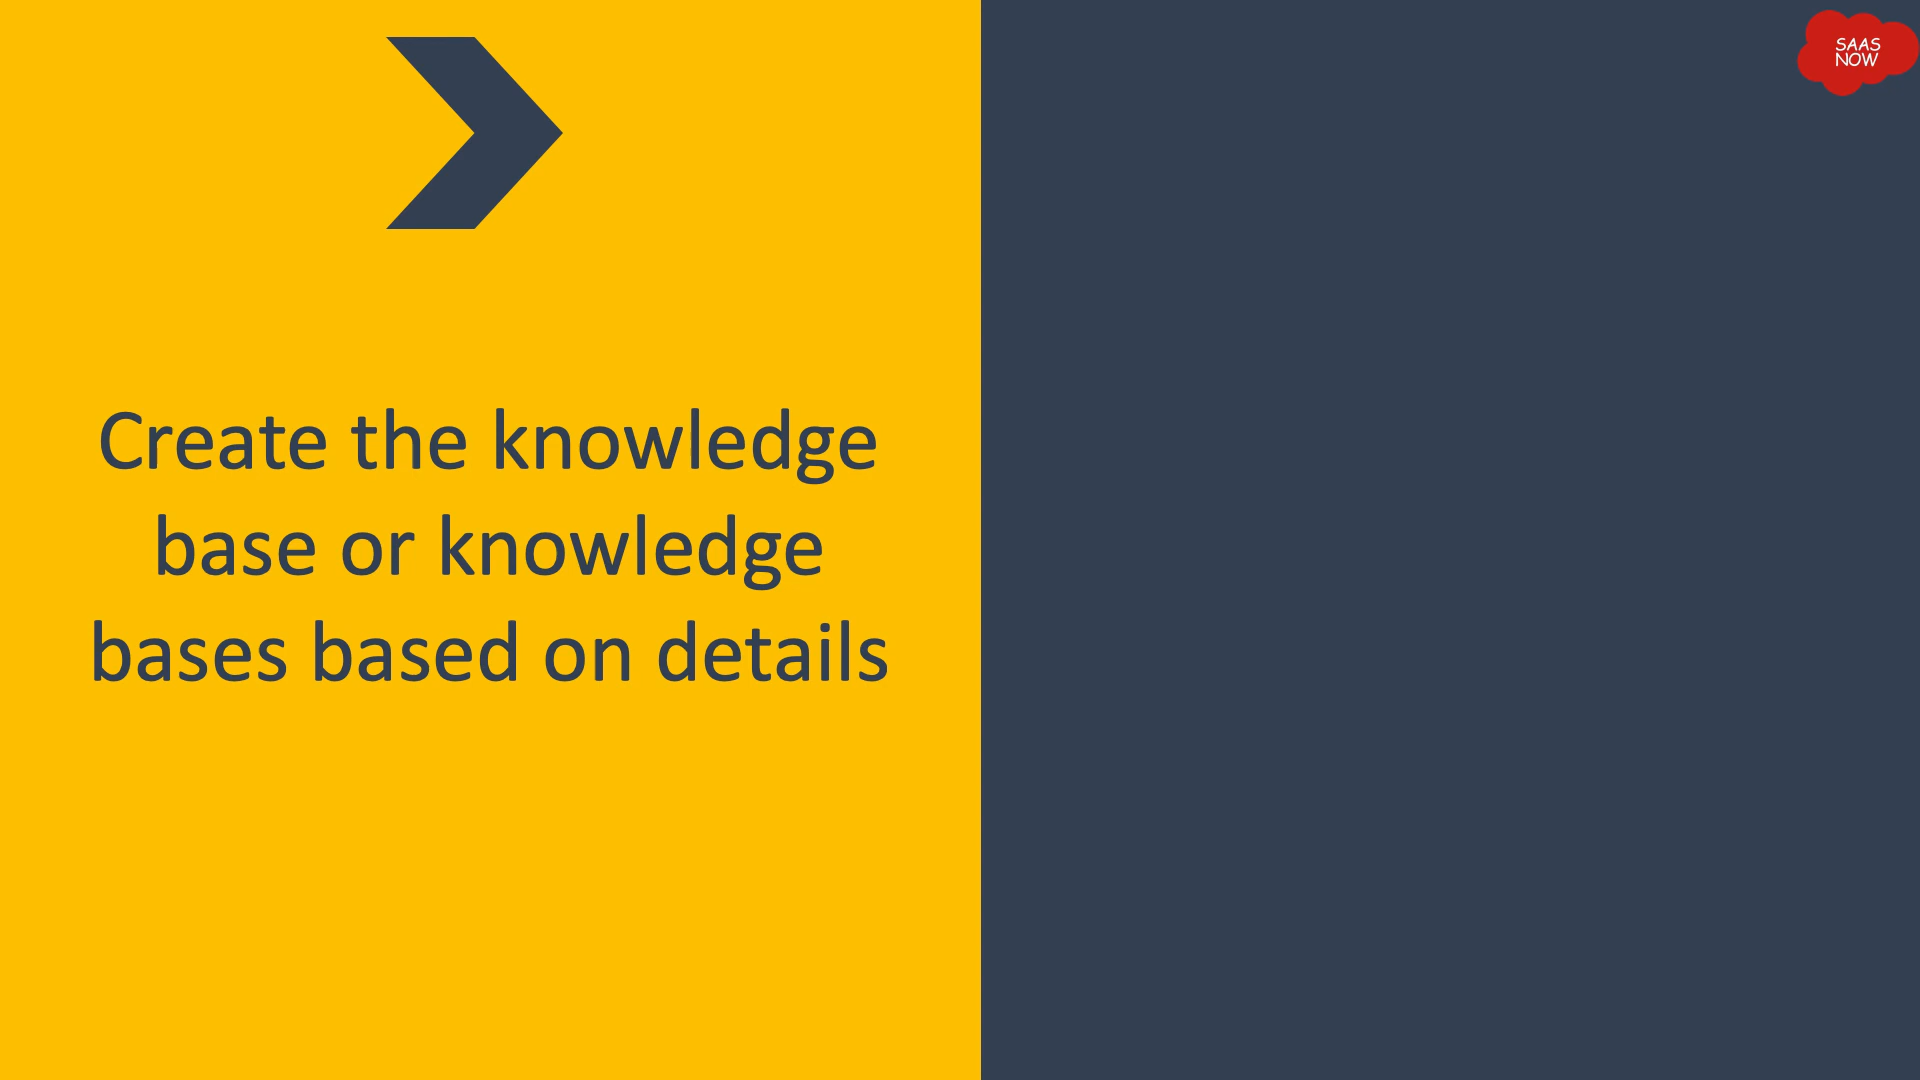 SAAS
NOW
Create the knowledge
base or knowledge
bases based on details